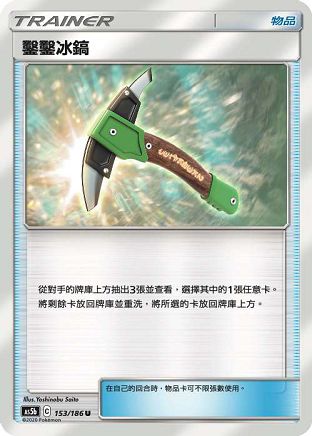 TRAINER
物品
鑿鑿冰鎬
從對手的牌庫上方抽出3張並查看，選擇其中的1張任意卡。
將剩餘卡放回牌庫並重洗，將所選的卡放回牌庫上方。
Illus.Yoshinobu Saito
AS5b C 153/186 U
©2020 Pokémon
在自己的回合時，物品卡可不限張數使用。